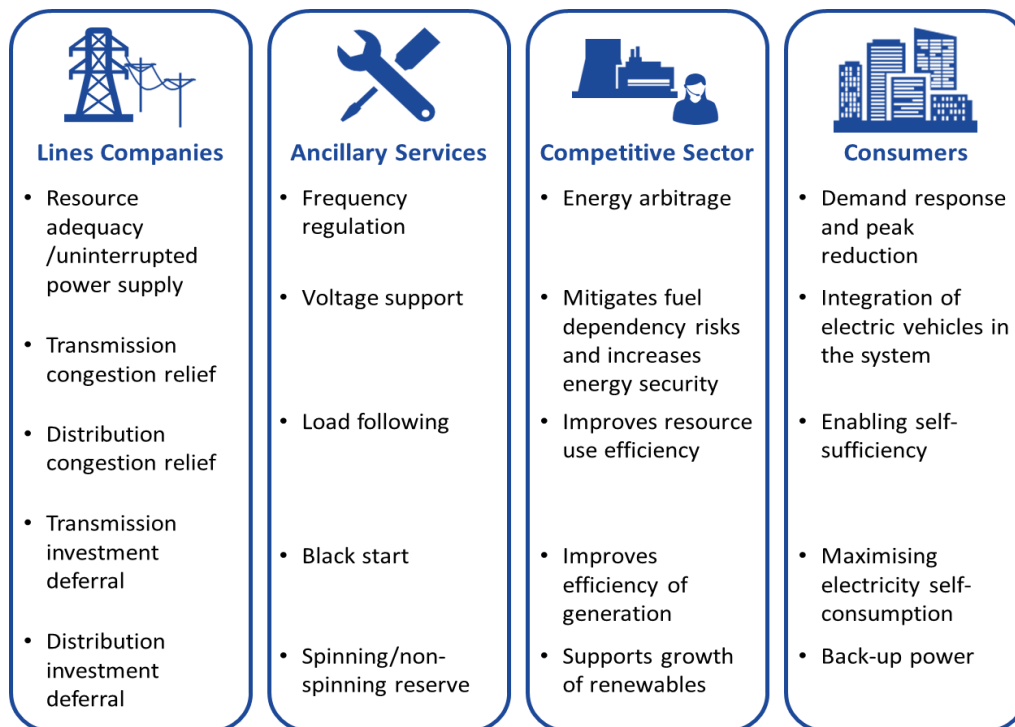 Lines Companies
• Resource
adequacy
/uninterrupted
power supply
• Transmission
congestion relief
• Distribution
congestion relief
• Transmission
investment
deferral
• Distribution
investment
deferral
Ancillary Services
• Frequency
regulation
• Voltage support
• Load following
• Black start
• Spinning/non-
spinning reserve
Competitive Sector
• Energy arbitrage
• Mitigates fuel
dependency risks
and increases
energy security
• Improves resource
use efficiency
• Improves
efficiency of
generation
• Supports growth
of renewables
Consumers
• Demand response
and peak
reduction
• Integration of
electric vehicles in
the system
• Enabling self-
sufficiency
• Maximising
electricity self-
consumption
• Back-up power